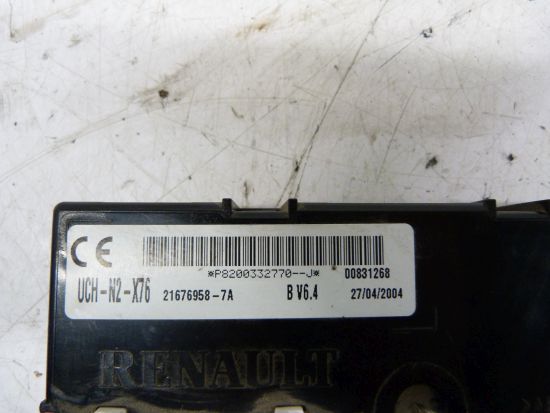 CE
*P8200332770--J* 00831268
UCH-N2-X76 21676958-7A B V6.4 27/04/2004
RENAULT